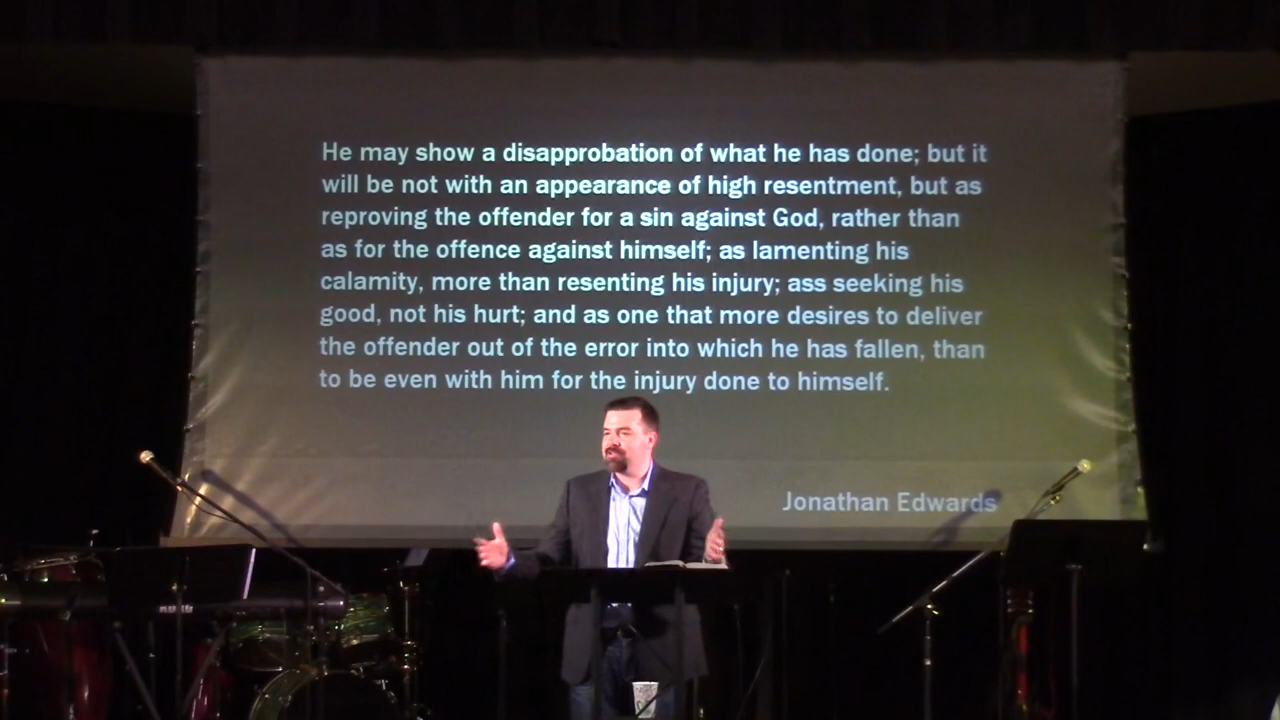 He may show a disapprobation of what he has done; but it
will be not with an appearance of high resentment, but as
reproving the offender for a sin against God, rather than
as for the offence against himself; as lamenting his
calamity, more than resenting his injury; ass seeking his
good, not his hurt; and as one that more desires to deliver
the offender out of the error into which he has fallen, than
to be even with him for the injury done to himself.
Jonathan Edwards